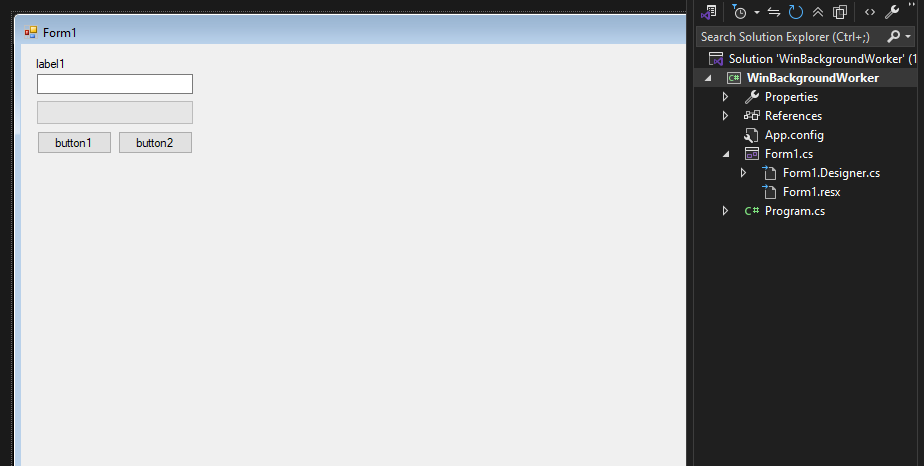 Form1
label1
button1
button2
Search Solution Explorer (Ctrl+;)
Solution 'WinBackgroundWorker' (1
C# WinBackgroundWorker
Properties
References
App.config
Form1.cs
Form1.Designer.cs
Form1.resx
C# Program.cs